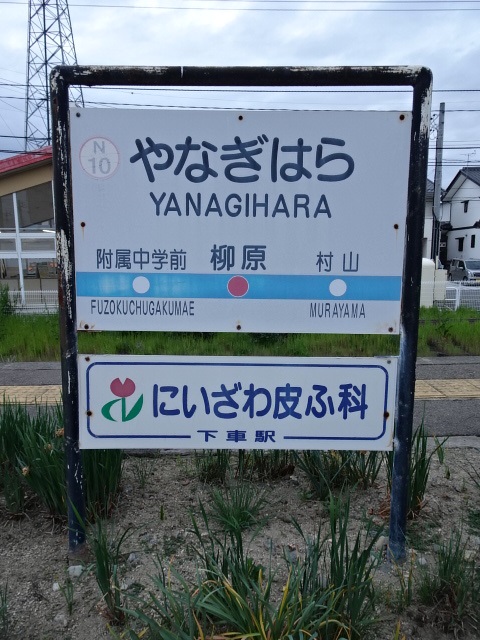 N
10
やなぎはら
YANAGIHARA
附属中学前 柳原 村山
FUZOKUCHUGAKUMAE MURAYAMA
にいざわ皮ふ科
下車駅